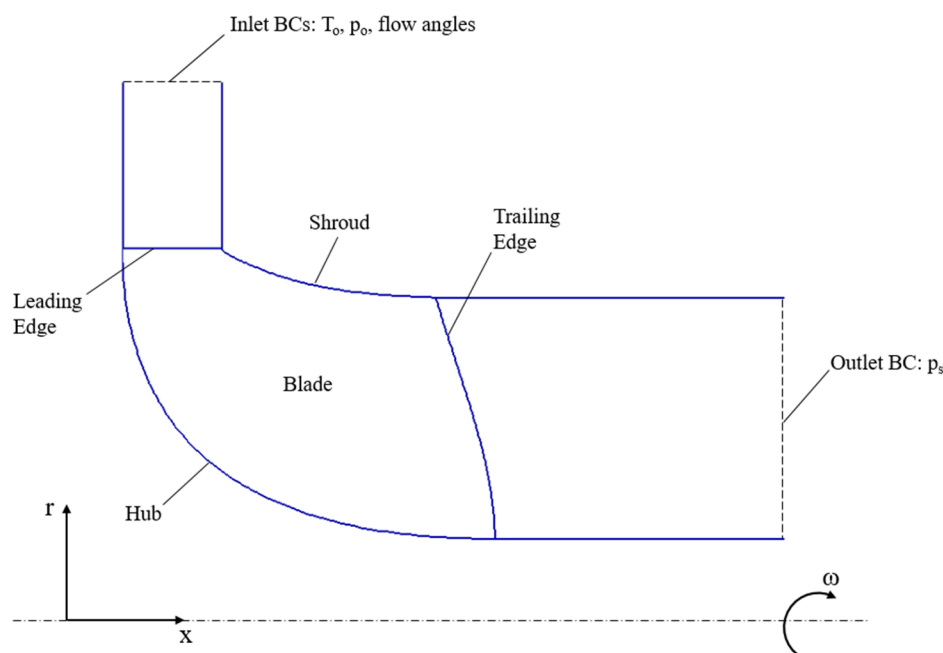 Inlet BCs: Tₒ, pₒ, flow angles
Shroud
Trailing
Edge
Leading
Edge
Blade
Outlet BC: pₛ
Hub
r
x
ω